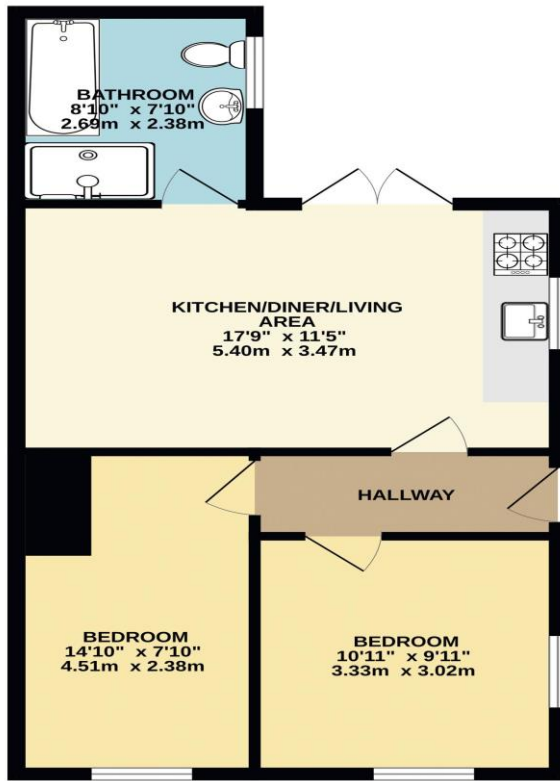 BATHROOM
8'10" x 7'10"
2.69m x 2.38m
KITCHEN/DINER/LIVING
AREA
17'9" x 11'5"
5.40m x 3.47m
HALLWAY
BEDROOM
14'10" x 7'10"
4.51m x 2.38m
BEDROOM
10'11" x 9'11"
3.33m x 3.02m